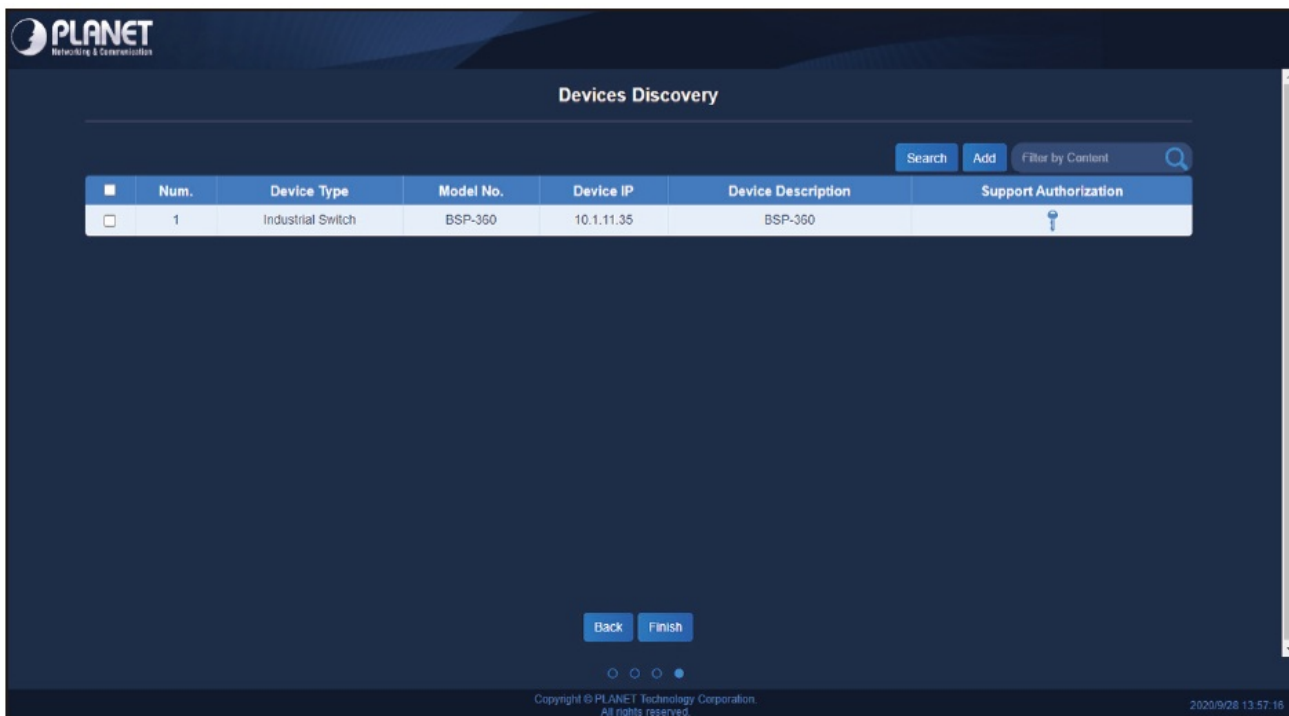 PLANET
Networking & Communication
Devices Discovery
Search Add Filter by Content
Num. Device Type Model No. Device IP Device Description Support Authorization
1 Industrial Switch BSP-360 10.1.11.35 BSP-360
Back Finish
Copyright © PLANET Technology Corporation.
All rights reserved.
2020/9/28 13:57:16